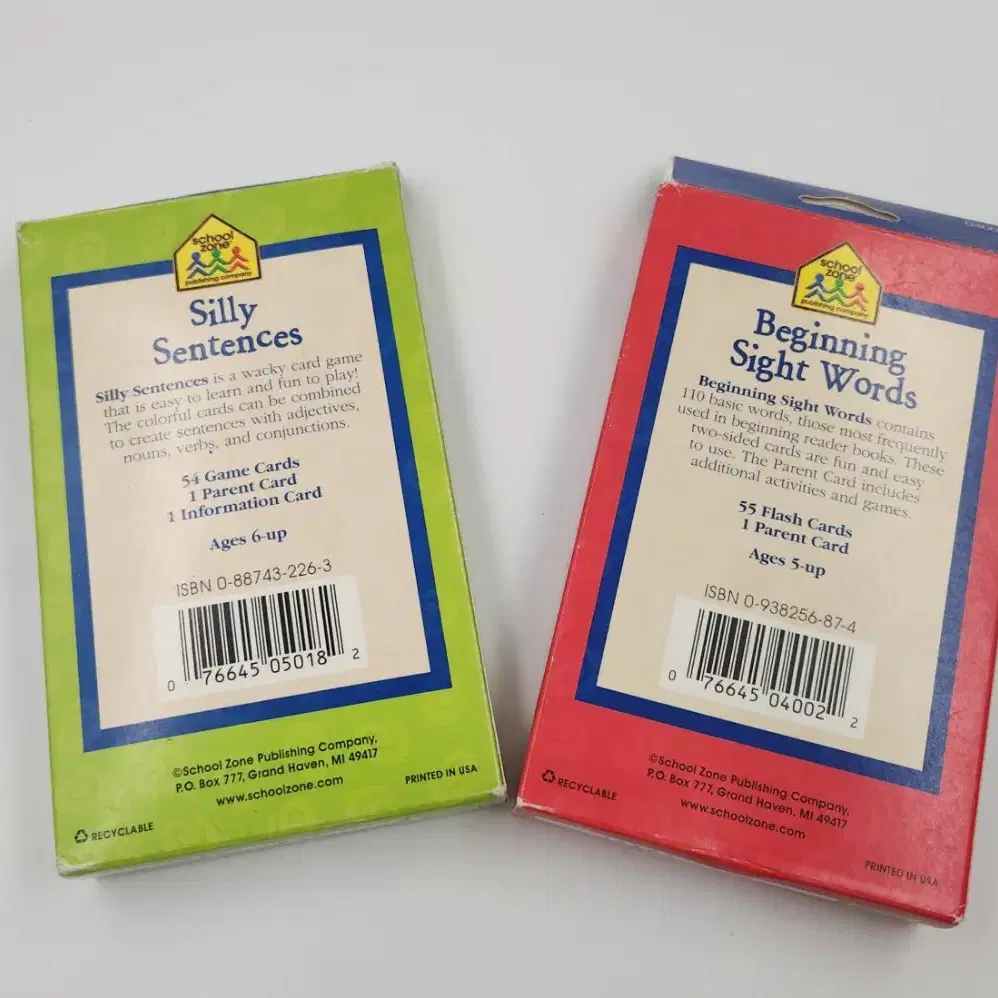 school
zone
publishing company
Silly
Sentences
Silly Sentences is a wacky card game
that is easy to learn and fun to play!
The colorful cards can be combined
to create sentences with adjectives,
nouns, verbs, and conjunctions.
54 Game Cards
1 Parent Card
1 Information Card
Ages 6-up
ISBN 0-88743-226-3
0 76645 05018 2
©School Zone Publishing Company,
P.O. Box 777, Grand Haven, MI 49417
www.schoolzone.com
PRINTED IN USA
RECYCLABLE
school
zone
publishing company
Beginning
Sight Words
Beginning Sight Words contains
110 basic words, those most frequently
used in beginning reader books. These
two-sided cards are fun and easy
to use. The Parent Card includes
additional activities and games.
55 Flash Cards
1 Parent Card
Ages 5-up
ISBN 0-938256-87-4
0 76645 04002 2
©School Zone Publishing Company,
P.O. Box 777, Grand Haven, MI 49417
www.schoolzone.com
RECYCLABLE
PRINTED IN USA